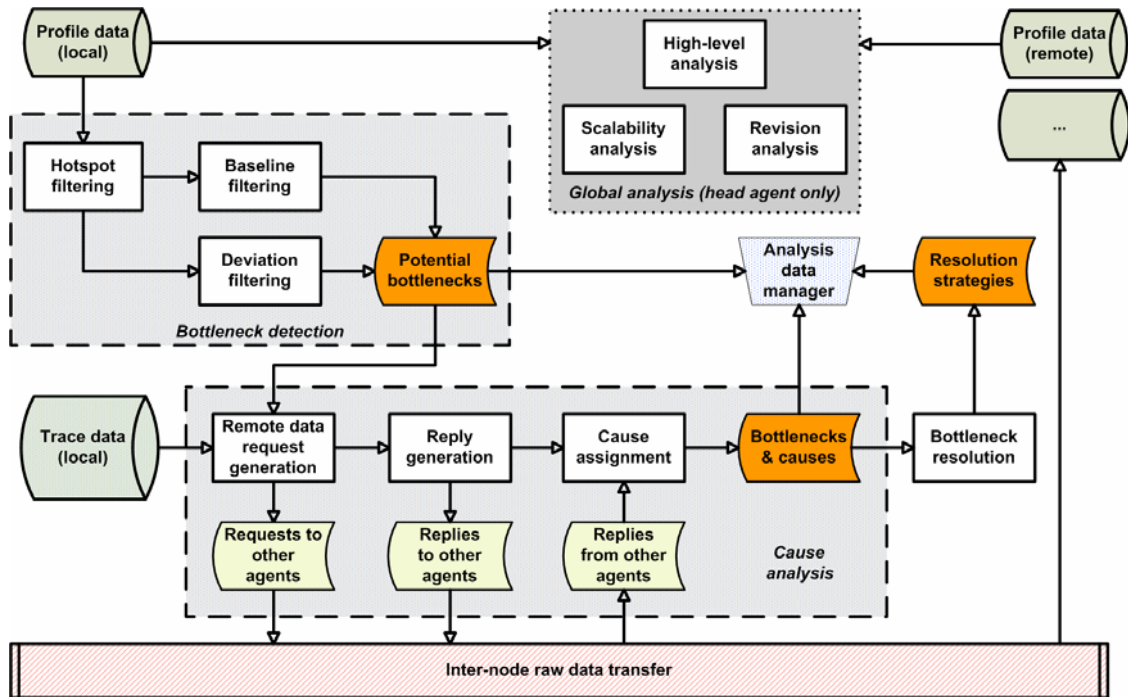 Profile data
(local)
High-level
analysis
Profile data
(remote)
Scalability
analysis
Revision
analysis
...
Global analysis (head agent only)
Hotspot
filtering
Baseline
filtering
Deviation
filtering
Potential
bottlenecks
Bottleneck detection
Analysis
data
manager
Resolution
strategies
Trace data
(local)
Remote data
request
generation
Reply
generation
Cause
assignment
Bottlenecks
& causes
Bottleneck
resolution
Requests to
other
agents
Replies
to other
agents
Replies
from other
agents
Cause
analysis
Inter-node raw data transfer